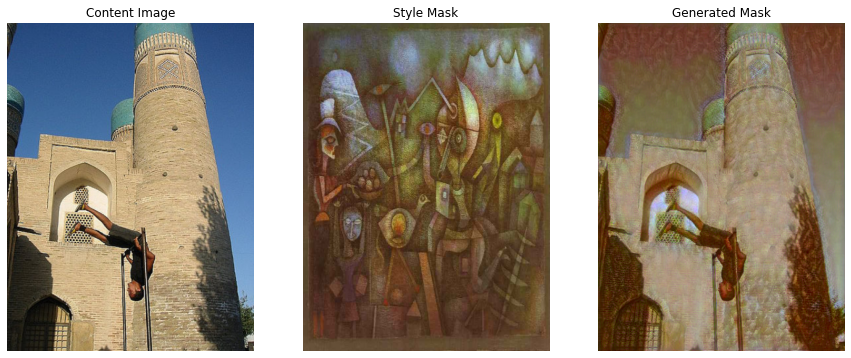 Content Image
Style Mask
Generated Mask